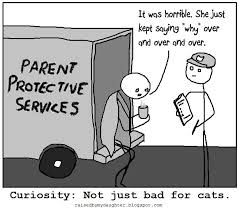 It was horrible. She just
kept saying "why" over
and over and over.
PARENT
PROTECTIVE
SERVICES
Curiosity: Not just bad for cats.
raisedbymydaughter.blogspot.com